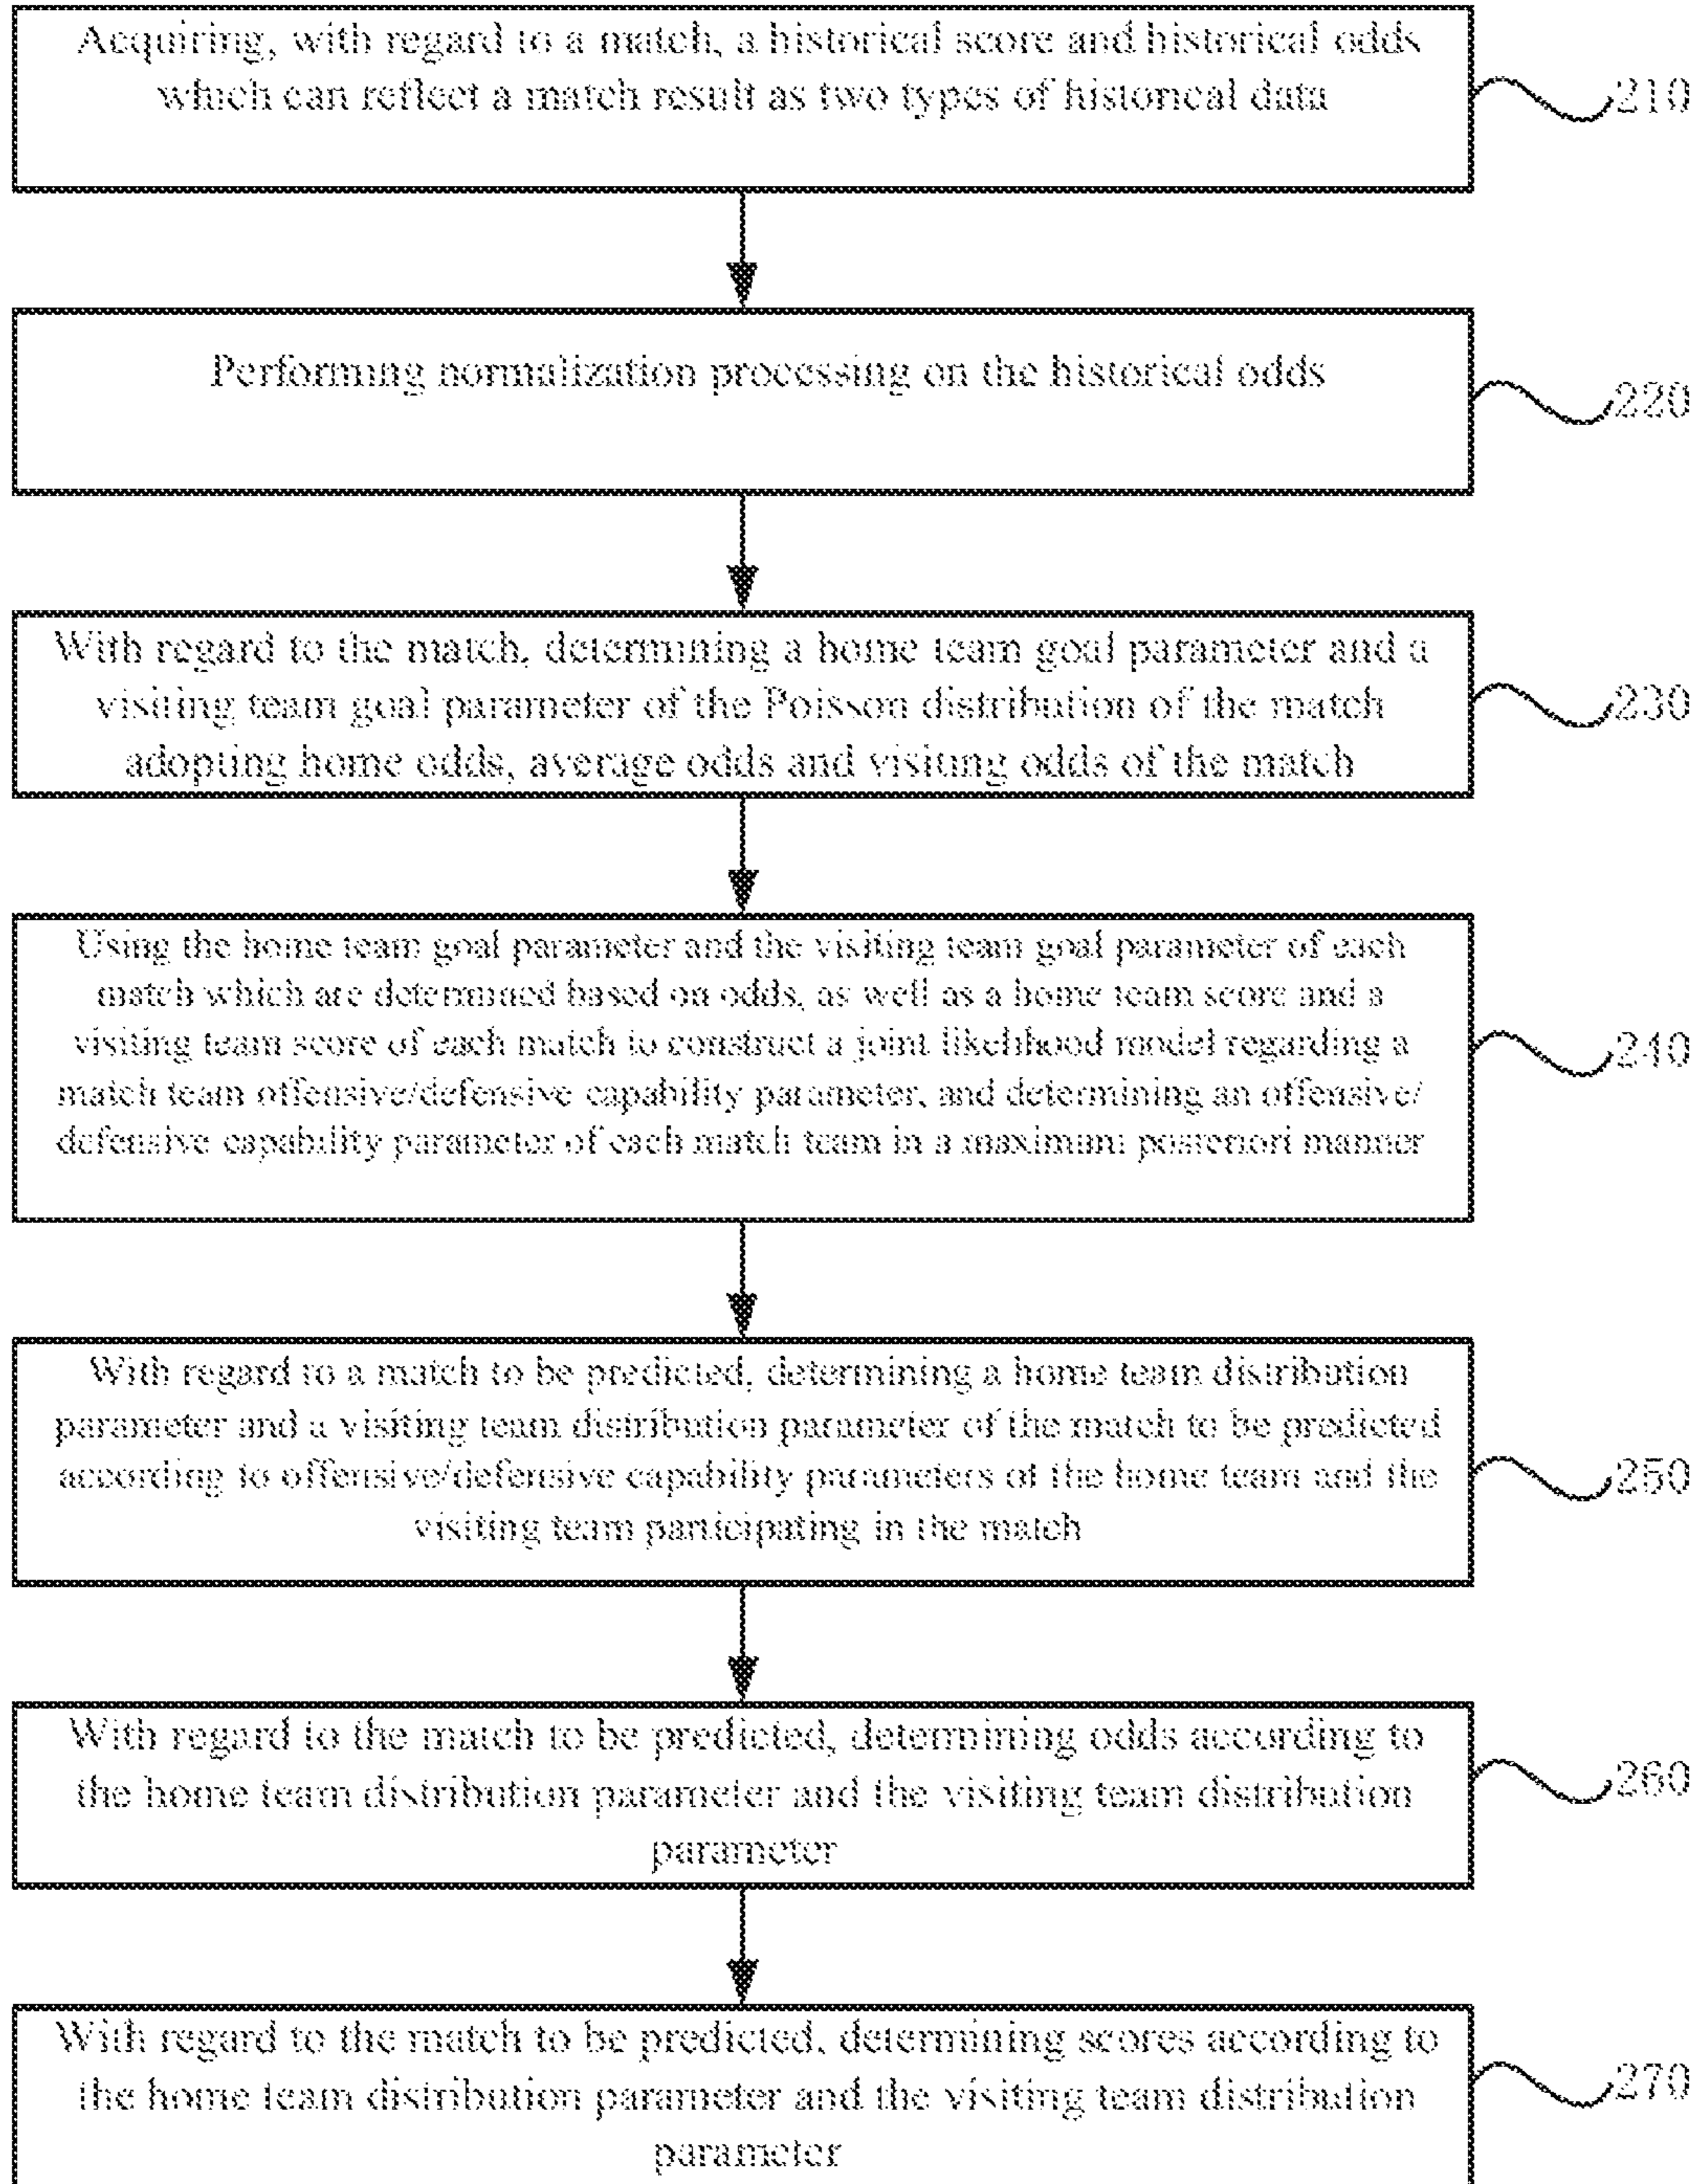 Acquiring, with regard to a match, a historical score and historical odds
which can reflect a match result as two types of historical data
210
Performing normalization processing on the historical odds
220
With regard to the match, determining a home team goal parameter and a
visiting team goal parameter of the Poisson distribution of the match
adopting home odds, average odds and visiting odds of the match
230
Using the home team goal parameter and the visiting team goal parameter of each
match which are determined based on odds, as well as a home team score and a
visiting team score of each match to construct a joint likelihood model regarding a
match team offensive/defensive capability parameter, and determining an offensive/
defensive capability parameter of each match team in a maximum posteriori manner
240
With regard to a match to be predicted, determining a home team distribution
parameter and a visiting team distribution parameter of the match to be predicted
according to offensive/defensive capability parameters of the home team and the
visiting team participating in the match
250
With regard to the match to be predicted, determining odds according to
the home team distribution parameter and the visiting team distribution
parameter
260
With regard to the match to be predicted, determining scores according to
the home team distribution parameter and the visiting team distribution
parameter
270